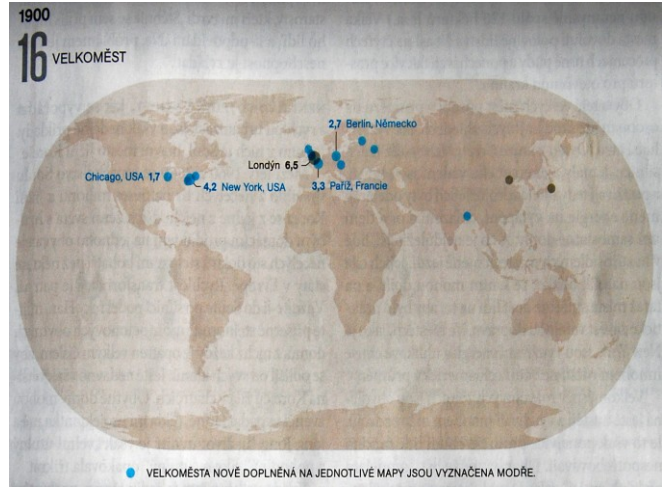 1900
16 VELKOMĚST
2,7 Berlín, Německo
Londýn 6,5
Chicago, USA 1,7
4,2 New York, USA
3,3 Paříž, Francie
VELKOMĚSTA NOVĚ DOPLNĚNÁ NA JEDNOTLIVÉ MAPY JSOU VYZNAČENA MODŘE.